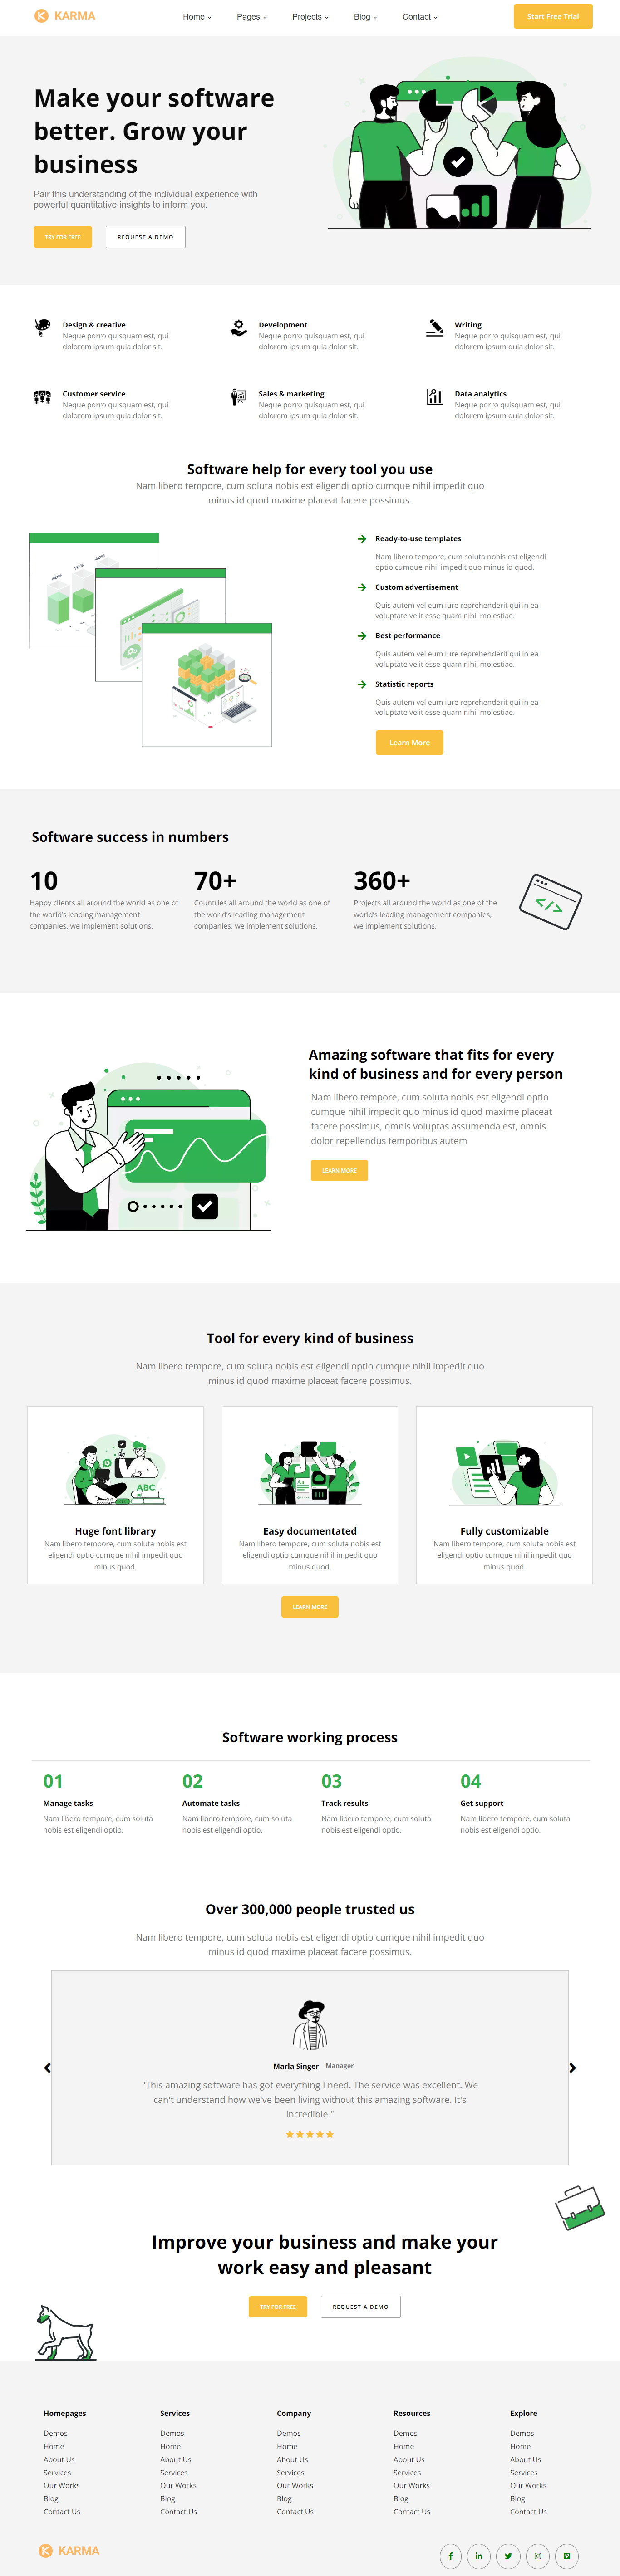 KARMA
Home Pages Projects Blog Contact
Start Free Trial
Make your software
better. Grow your
business
Pair this understanding of the individual experience with
powerful quantitative insights to inform you.
TRY FOR FREE
REQUEST A DEMO
Design & creative
Neque porro quisquam est, qui
dolorem ipsum quia dolor sit.
Development
Neque porro quisquam est, qui
dolorem ipsum quia dolor sit.
Writing
Neque porro quisquam est, qui
dolorem ipsum quia dolor sit.
Customer service
Neque porro quisquam est, qui
dolorem ipsum quia dolor sit.
Sales & marketing
Neque porro quisquam est, qui
dolorem ipsum quia dolor sit.
Data analytics
Neque porro quisquam est, qui
dolorem ipsum quia dolor sit.
Software help for every tool you use
Nam libero tempore, cum soluta nobis est eligendi optio cumque nihil impedit quo
minus id quod maxime placeat facere possimus.
Ready-to-use templates
Nam libero tempore, cum soluta nobis est eligendi
optio cumque nihil impedit quo minus id quod.
Custom advertisement
Quis autem vel eum iure reprehenderit qui in ea
voluptate velit esse quam nihil molestiae.
Best performance
Quis autem vel eum iure reprehenderit qui in ea
voluptate velit esse quam nihil molestiae.
Statistic reports
Quis autem vel eum iure reprehenderit qui in ea
voluptate velit esse quam nihil molestiae.
Learn More
Software success in numbers
10
Happy clients all around the world as one of
the world's leading management
companies, we implement solutions.
70+
Countries all around the world as one of
the world's leading management
companies, we implement solutions.
360+
Projects all around the world as one of the
world's leading management companies,
we implement solutions.
</>
Amazing software that fits for every
kind of business and for every person
Nam libero tempore, cum soluta nobis est eligendi optio
cumque nihil impedit quo minus id quod maxime placeat
facere possimus, omnis voluptas assumenda est, omnis
dolor repellendus temporibus autem
LEARN MORE
Tool for every kind of business
Nam libero tempore, cum soluta nobis est eligendi optio cumque nihil impedit quo
minus id quod maxime placeat facere possimus.
ABC
Huge font library
Nam libero tempore, cum soluta nobis est
eligendi optio cumque nihil impedit quo
minus quod.
Aa
Easy documentated
Nam libero tempore, cum soluta nobis est
eligendi optio cumque nihil impedit quo
minus quod.
Fully customizable
Nam libero tempore, cum soluta nobis est
eligendi optio cumque nihil impedit quo
minus quod.
LEARN MORE
Software working process
01
Manage tasks
Nam libero tempore, cum soluta
nobis est eligendi optio.
02
Automate tasks
Nam libero tempore, cum soluta
nobis est eligendi optio.
03
Track results
Nam libero tempore, cum soluta
nobis est eligendi optio.
04
Get support
Nam libero tempore, cum soluta
nobis est eligendi optio.
Over 300,000 people trusted us
Nam libero tempore, cum soluta nobis est eligendi optio cumque nihil impedit quo
minus id quod maxime placeat facere possimus.
Marla Singer Manager
"This amazing software has got everything I need. The service was excellent. We
can't understand how we've been living without this amazing software. It's
incredible."
Improve your business and make your
work easy and pleasant
TRY FOR FREE
REQUEST A DEMO
Homepages
Demos
Home
About Us
Services
Our Works
Blog
Contact Us
Services
Demos
Home
About Us
Services
Our Works
Blog
Contact Us
Company
Demos
Home
About Us
Services
Our Works
Blog
Contact Us
Resources
Demos
Home
About Us
Services
Our Works
Blog
Contact Us
Explore
Demos
Home
About Us
Services
Our Works
Blog
Contact Us
KARMA